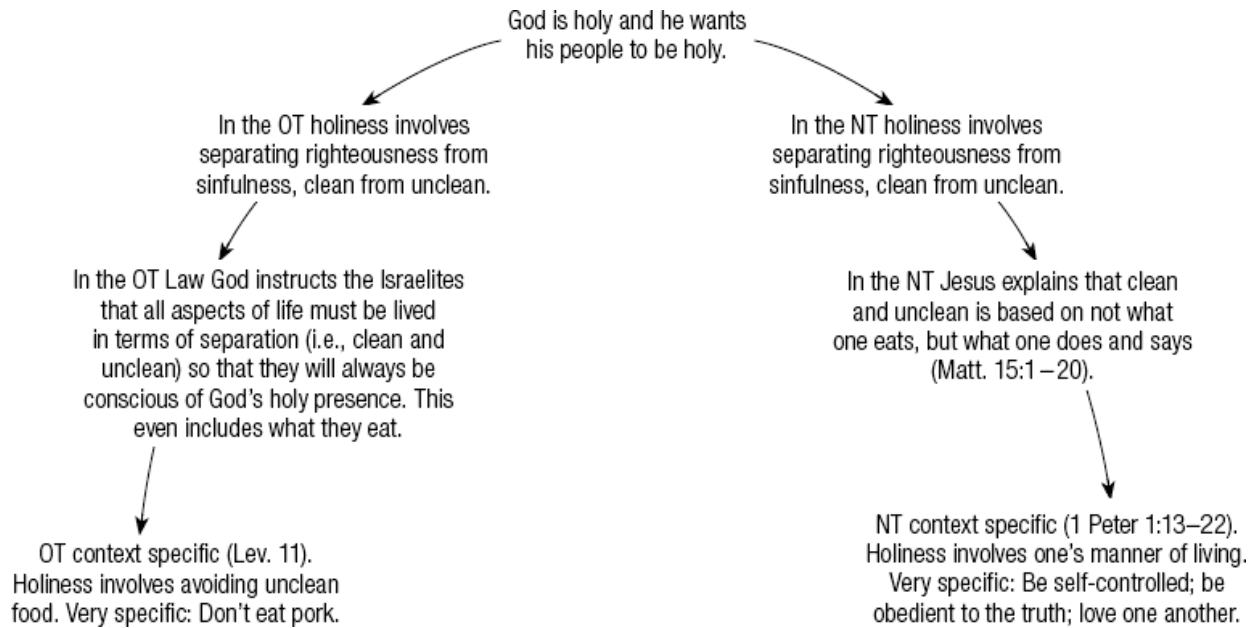 God is holy and he wants
his people to be holy.
In the OT holiness involves
separating righteousness from
sinfulness, clean from unclean.
In the NT holiness involves
separating righteousness from
sinfulness, clean from unclean.
In the OT Law God instructs the Israelites
that all aspects of life must be lived
in terms of separation (i.e., clean and
unclean) so that they will always be
conscious of God's holy presence. This
even includes what they eat.
In the NT Jesus explains that clean
and unclean is based on not what
one eats, but what one does and says
(Matt. 15:1–20).
OT context specific (Lev. 11).
Holiness involves avoiding unclean
food. Very specific: Don't eat pork.
NT context specific (1 Peter 1:13–22).
Holiness involves one's manner of living.
Very specific: Be self-controlled; be
obedient to the truth; love one another.